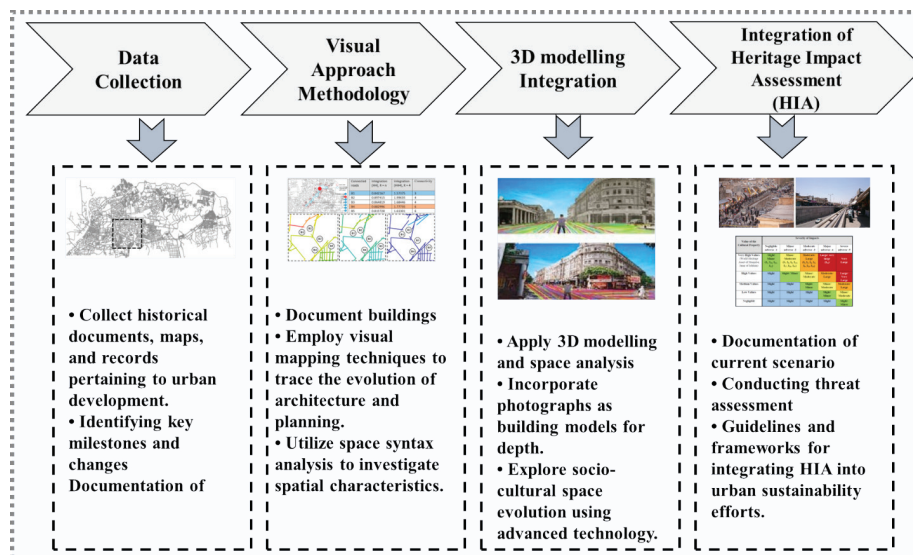 Data
Collection
Visual
Approach
Methodology
3D modelling
Integration
Integration of
Heritage Impact
Assessment
(HIA)
• Collect historical
documents, maps,
and records
pertaining to urban
development.
• Identifying key
milestones and
changes
Documentation of
• Document buildings
• Employ visual
mapping techniques to
trace the evolution of
architecture and
planning.
• Utilize space syntax
analysis to investigate
spatial characteristics.
• Apply 3D modelling
and space analysis
• Incorporate
photographs as
building models for
depth.
• Explore socio-
cultural space
evolution using
advanced technology.
• Documentation of
current scenario
• Conducting threat
assessment
• Guidelines and
frameworks for
integrating HIA into
urban sustainability
efforts.